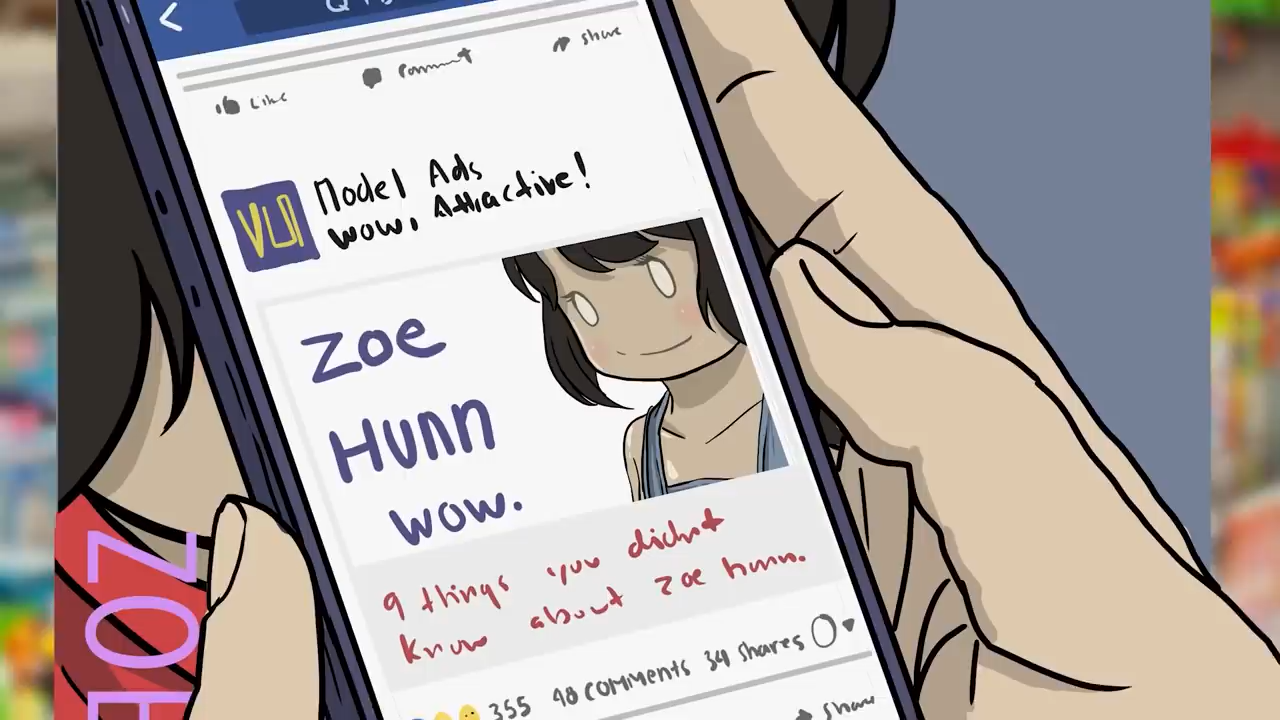 Like
Comment
Share
Model Ads
Wow, Attractive!
Zoe
Hunn
Wow.
9 things you didnt
know about zoe hunn.
355 48 comments 34 shares
Share
ZOE